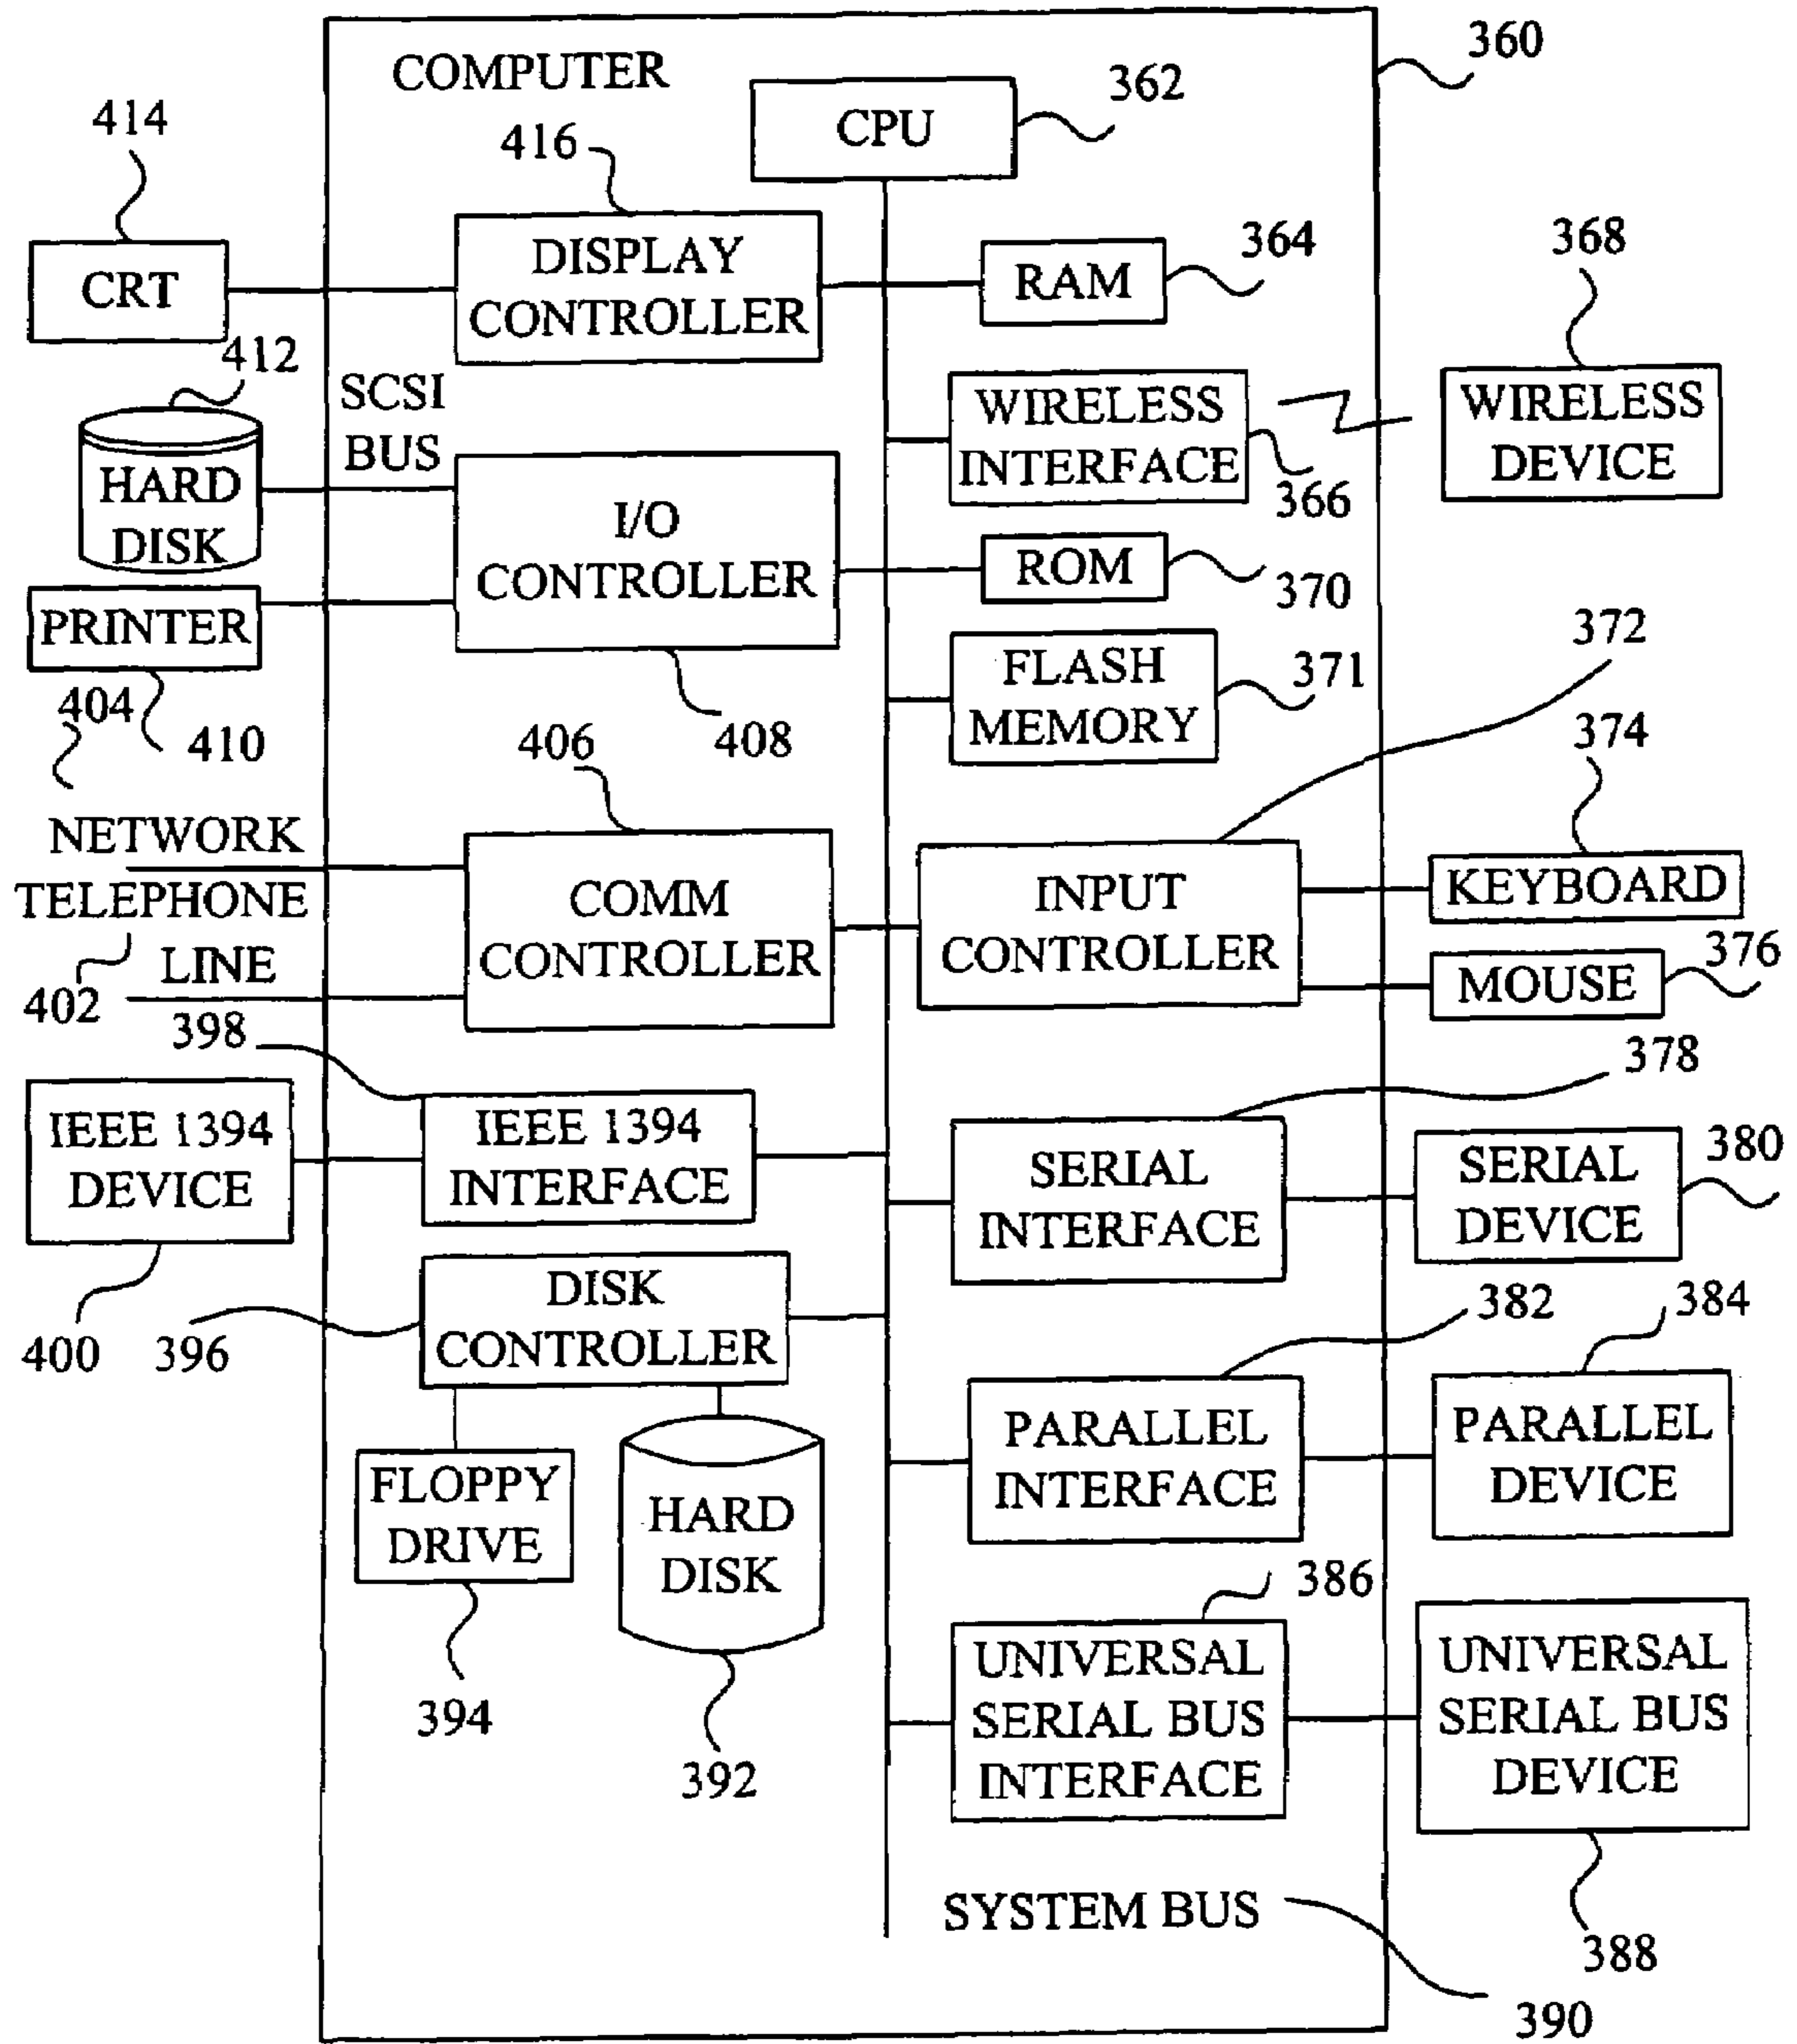 360
COMPUTER
362
CPU
414
416
CRT
DISPLAY
CONTROLLER
RAM
364
368
412
SCSI
BUS
WIRELESS
INTERFACE
366
WIRELESS
DEVICE
HARD
DISK
I/O
CONTROLLER
ROM
370
PRINTER
372
404
410
408
FLASH
MEMORY
371
406
374
NETWORK
TELEPHONE
LINE
402
COMM
CONTROLLER
INPUT
CONTROLLER
KEYBOARD
MOUSE
376
398
378
IEEE 1394
DEVICE
IEEE 1394
INTERFACE
SERIAL
INTERFACE
SERIAL
DEVICE
380
400
396
DISK
CONTROLLER
382
384
FLOPPY
DRIVE
HARD
DISK
PARALLEL
INTERFACE
PARALLEL
DEVICE
394
392
386
UNIVERSAL
SERIAL BUS
INTERFACE
UNIVERSAL
SERIAL BUS
DEVICE
388
SYSTEM BUS
390